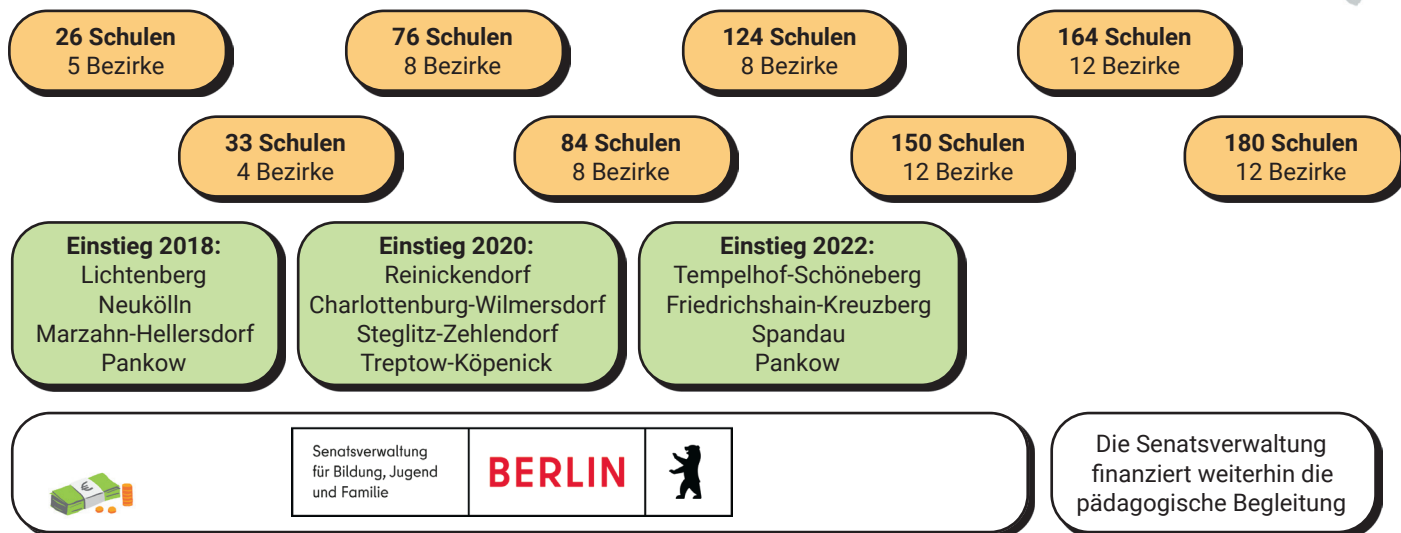 26 Schulen
5 Bezirke
76 Schulen
8 Bezirke
124 Schulen
8 Bezirke
164 Schulen
12 Bezirke
33 Schulen
4 Bezirke
84 Schulen
8 Bezirke
150 Schulen
12 Bezirke
180 Schulen
12 Bezirke
Einstieg 2018:
Lichtenberg
Neukölln
Marzahn-Hellersdorf
Pankow
Einstieg 2020:
Reinickendorf
Charlottenburg-Wilmersdorf
Steglitz-Zehlendorf
Treptow-Köpenick
Einstieg 2022:
Tempelhof-Schöneberg
Friedrichshain-Kreuzberg
Spandau
Pankow
Senatsverwaltung
für Bildung, Jugend
und Familie
BERLIN
Die Senatsverwaltung
finanziert weiterhin die
pädagogische Begleitung